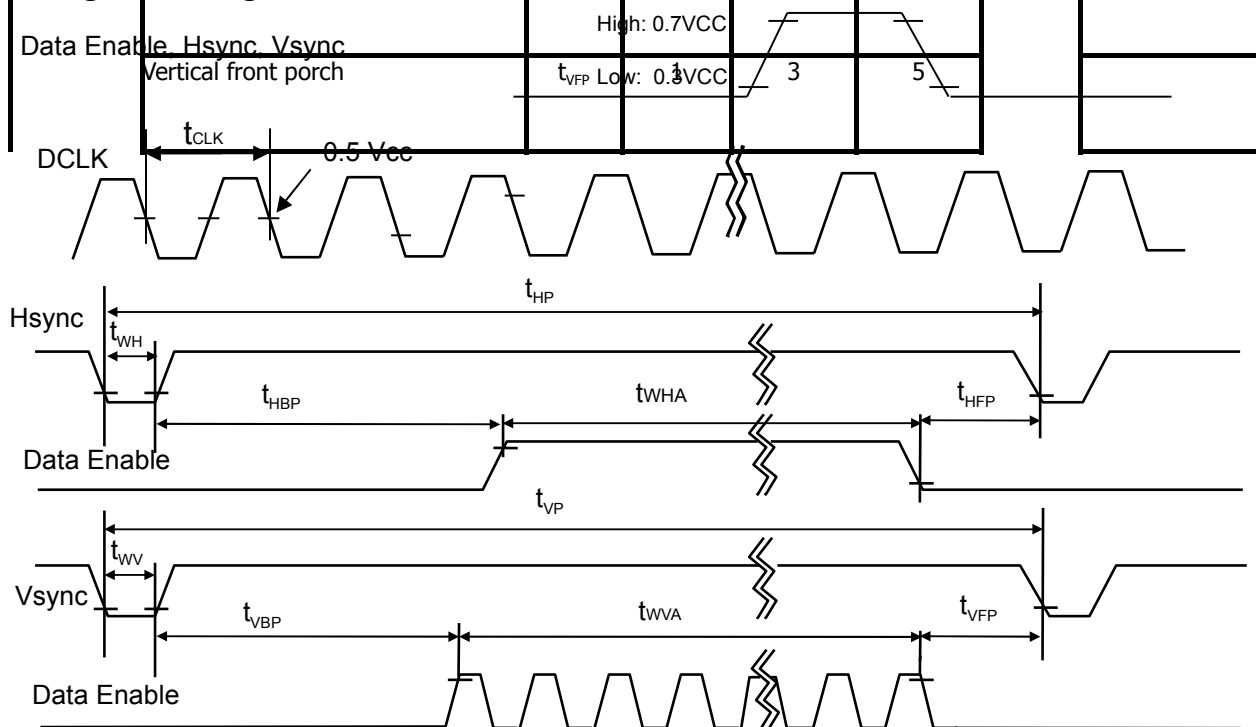 High: 0.7VCC
Data Enable, Hsync, Vsync
Vertical front porch tVFP 1 3 5
Low: 0.3VCC
tCLK
DCLK
0.5 Vcc
tHP
Hsync
tWH
tHBP
tWHA
tHFP
Data Enable
tVP
tWV
Vsync
tVBP
tWVA
tVFP
Data Enable